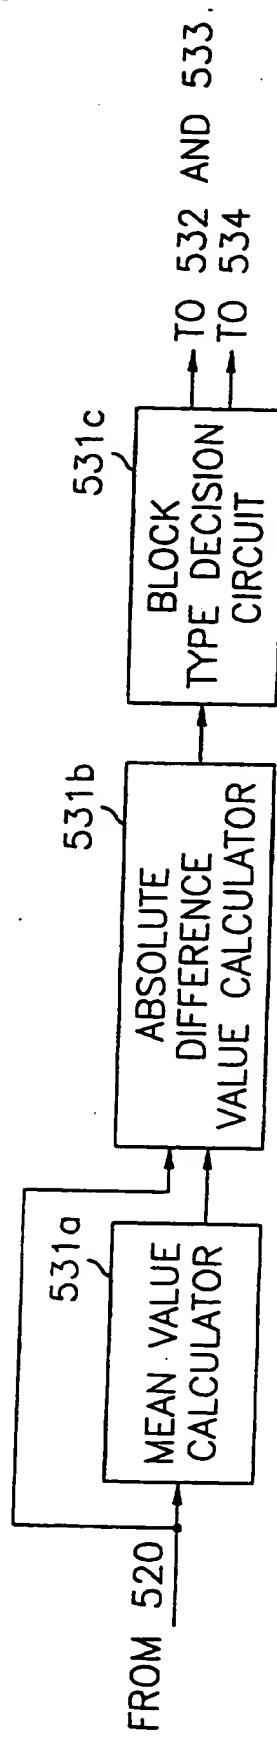 FROM 520
531a
MEAN VALUE
CALCULATOR
531b
ABSOLUTE
DIFFERENCE
VALUE CALCULATOR
531c
BLOCK
TYPE DECISION
CIRCUIT
TO 532 AND 533.
TO 534